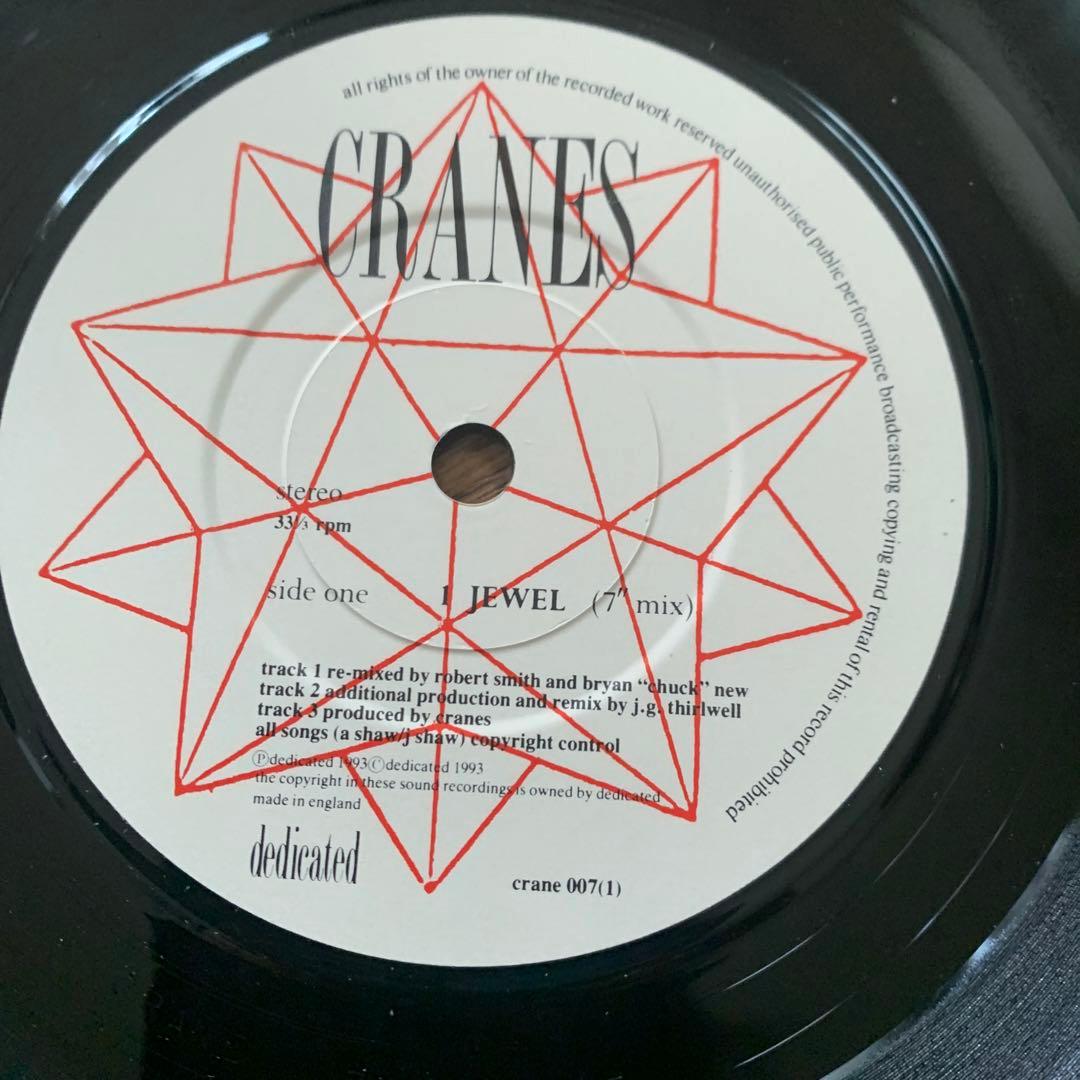 all rights of the owner of the recorded work reserved unauthorised public performance broadcasting copying and rental of this record prohibited
CRANES
stereo
33⅓ rpm
side one 1 JEWEL (7" mix)
track 1 re-mixed by robert smith and bryan “chuck” new
track 2 additional production and remix by j.g. thirlwell
track 3 produced by cranes
all songs (a shaw/j shaw) copyright control
Ⓟdedicated 1993Ⓒdedicated 1993
the copyright in these sound recordings is owned by dedicated
made in england
dedicated
crane 007(1)